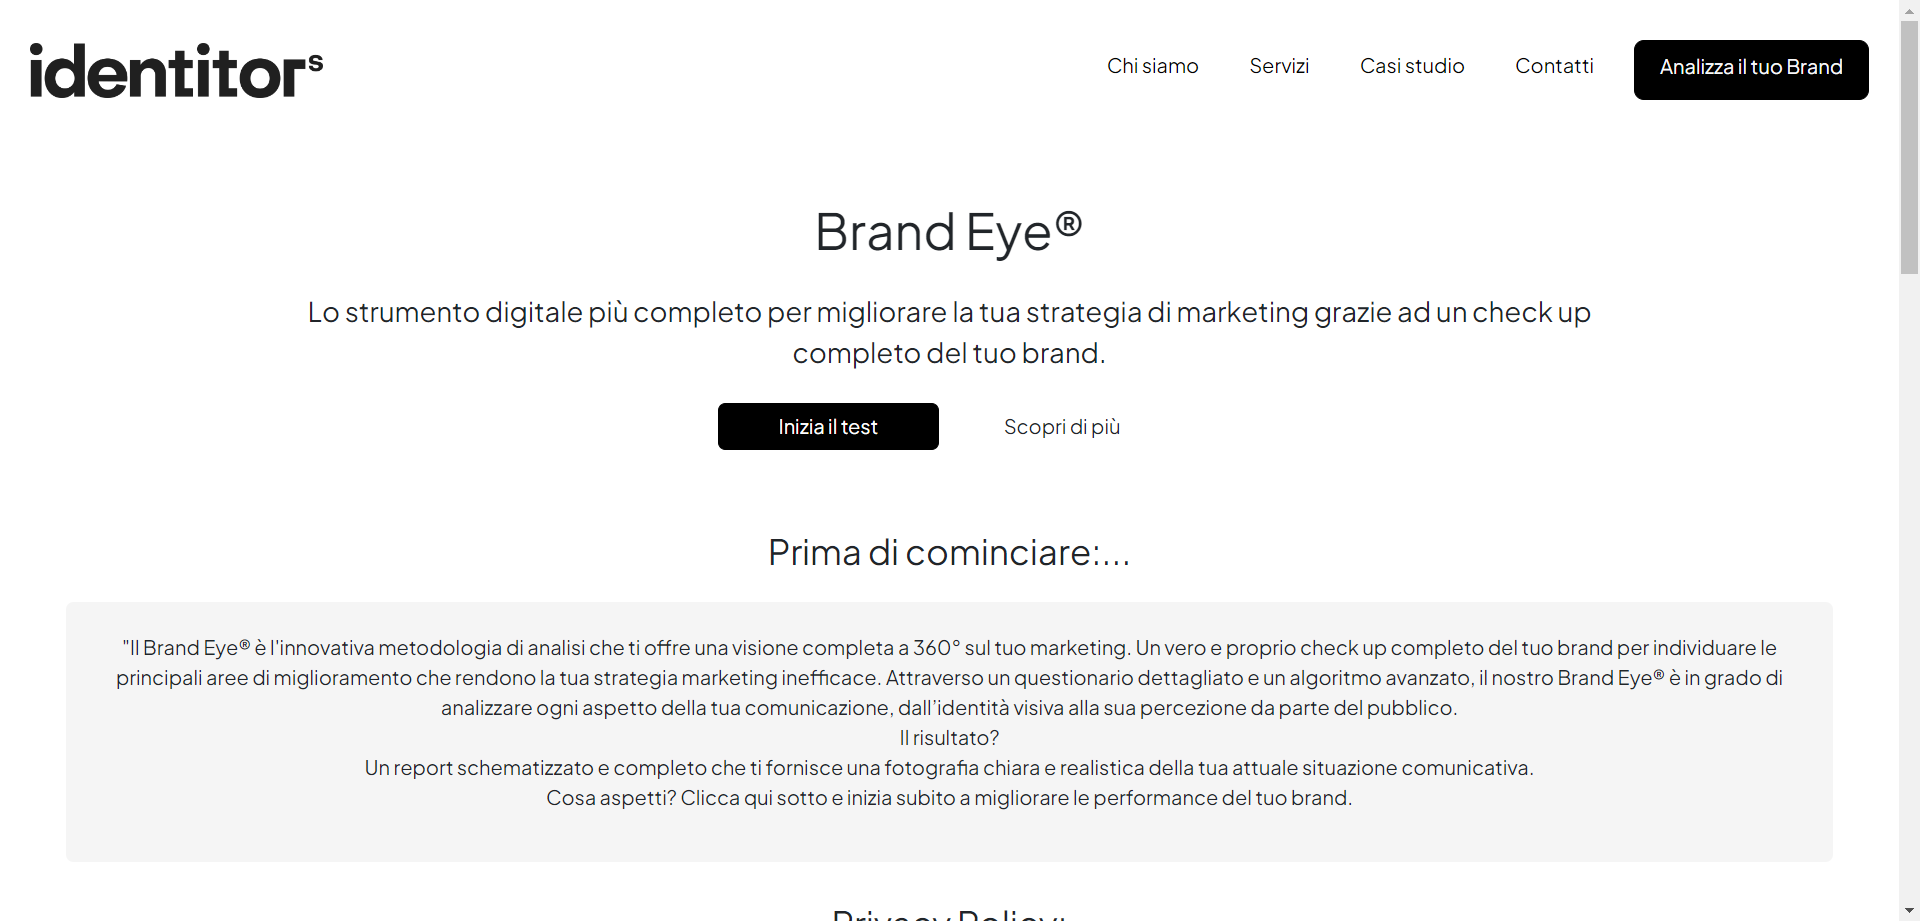 identitors
Chi siamo
Servizi
Casi studio
Contatti
Analizza il tuo Brand
Brand Eye®
Lo strumento digitale più completo per migliorare la tua strategia di marketing grazie ad un check up
completo del tuo brand.
Inizia il test
Scopri di più
Prima di cominciare:...
"Il Brand Eye® è l'innovativa metodologia di analisi che ti offre una visione completa a 360° sul tuo marketing. Un vero e proprio check up completo del tuo brand per individuare le
principali aree di miglioramento che rendono la tua strategia marketing inefficace. Attraverso un questionario dettagliato e un algoritmo avanzato, il nostro Brand Eye® è in grado di
analizzare ogni aspetto della tua comunicazione, dall’identità visiva alla sua percezione da parte del pubblico.
Il risultato?
Un report schematizzato e completo che ti fornisce una fotografia chiara e realistica della tua attuale situazione comunicativa.
Cosa aspetti? Clicca qui sotto e inizia subito a migliorare le performance del tuo brand.
Privacy Policy: